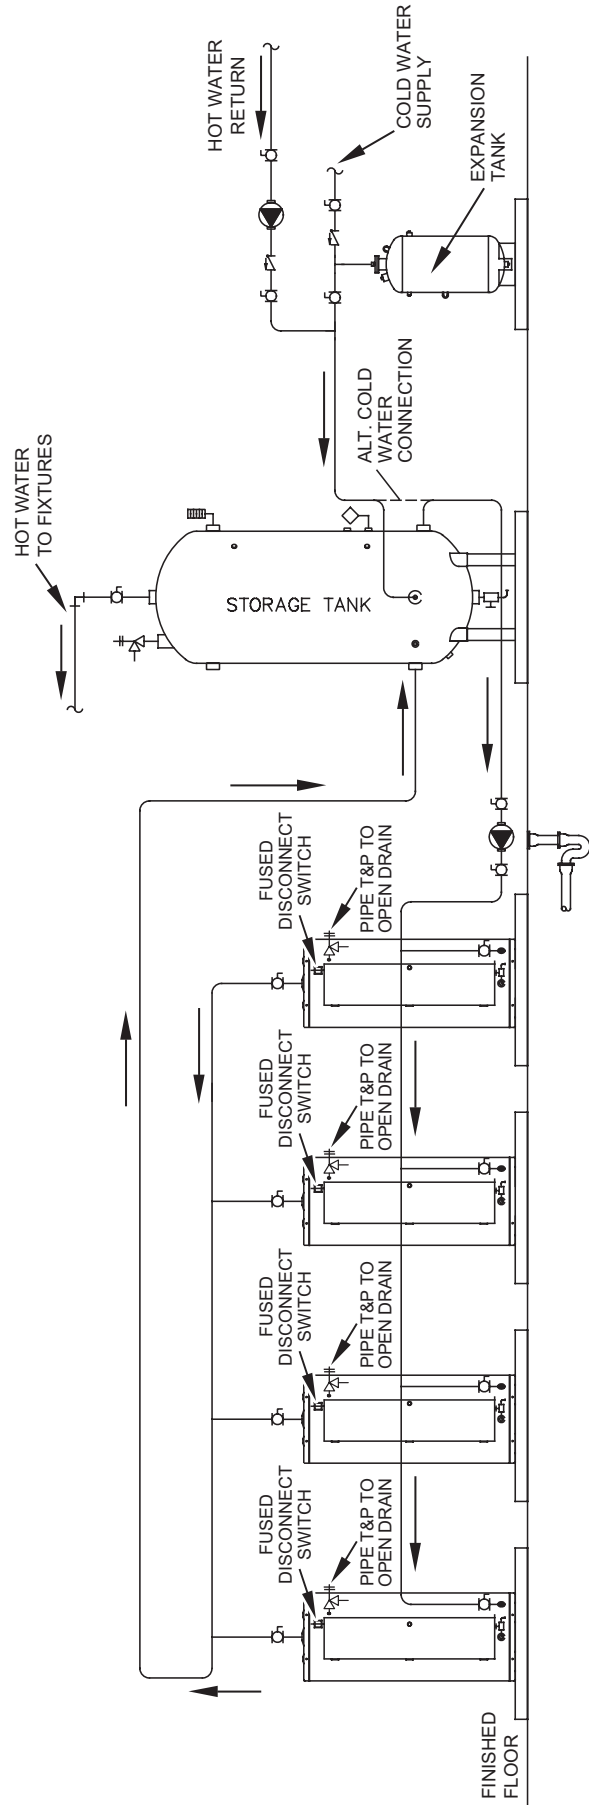 HOT WATER
TO FIXTURES
HOT WATER
RETURN
COLD WATER
SUPPLY
STORAGE TANK
ALT. COLD
WATER
CONNECTION
EXPANSION
TANK
FUSED
DISCONNECT
SWITCH
PIPE T&P TO
OPEN DRAIN
FUSED
DISCONNECT
SWITCH
PIPE T&P TO
OPEN DRAIN
FUSED
DISCONNECT
SWITCH
PIPE T&P TO
OPEN DRAIN
FUSED
DISCONNECT
SWITCH
PIPE T&P TO
OPEN DRAIN
FINISHED
FLOOR